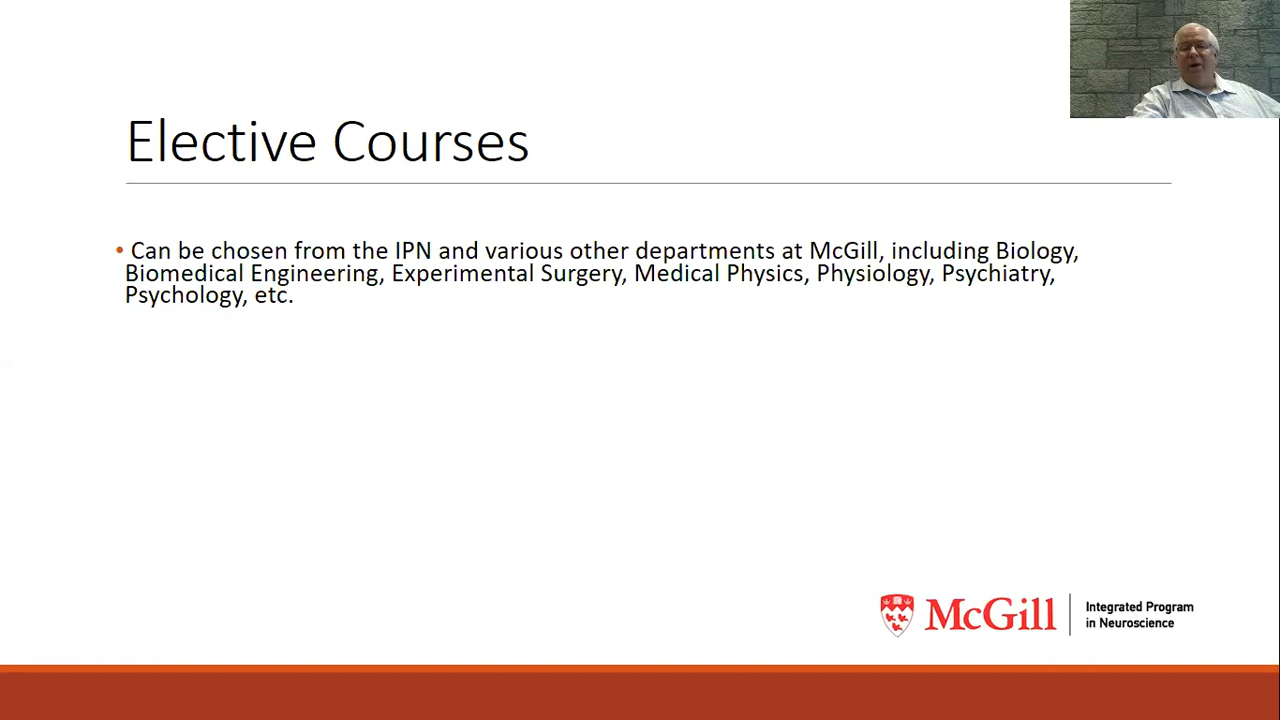 Elective Courses
• Can be chosen from the IPN and various other departments at McGill, including Biology,
Biomedical Engineering, Experimental Surgery, Medical Physics, Physiology, Psychiatry,
Psychology, etc.
McGill
Integrated Program
in Neuroscience